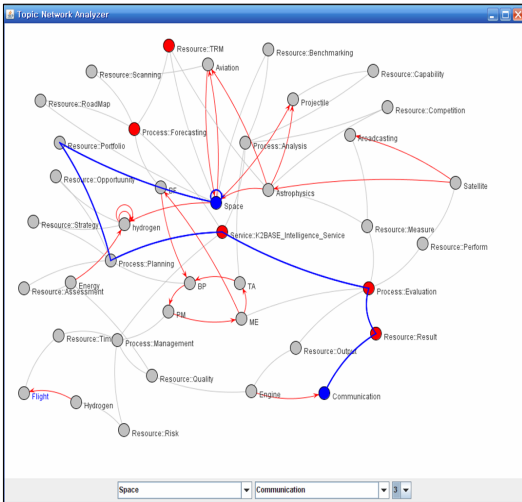 Topic Network Analyzer
Resource::TRM
Resource::Benchmarking
Aviation
Resource::Scanning
Resource::Capability
Resource::RoadMap
Projectile
Resource::Competition
Process::Forecasting
Broadcasting
Resource::Portfolio
Process::Analysis
Resource::Opportunity
Satellite
Astrophysics
Space
hydrogen
Resource::Strategy
Service::K2BASE_Intelligence_Service
Resource::Measure
Resource::Perform
Process::Planning
Energy
Resource::Assessment
BP
TA
Process::Evaluation
PM
ME
Resource::Result
Resource::Tim
Process::Management
Resource::Output
Resource::Quality
Flight
Hydrogen
Engine
Communication
Resource::Risk
Space
Communication
3